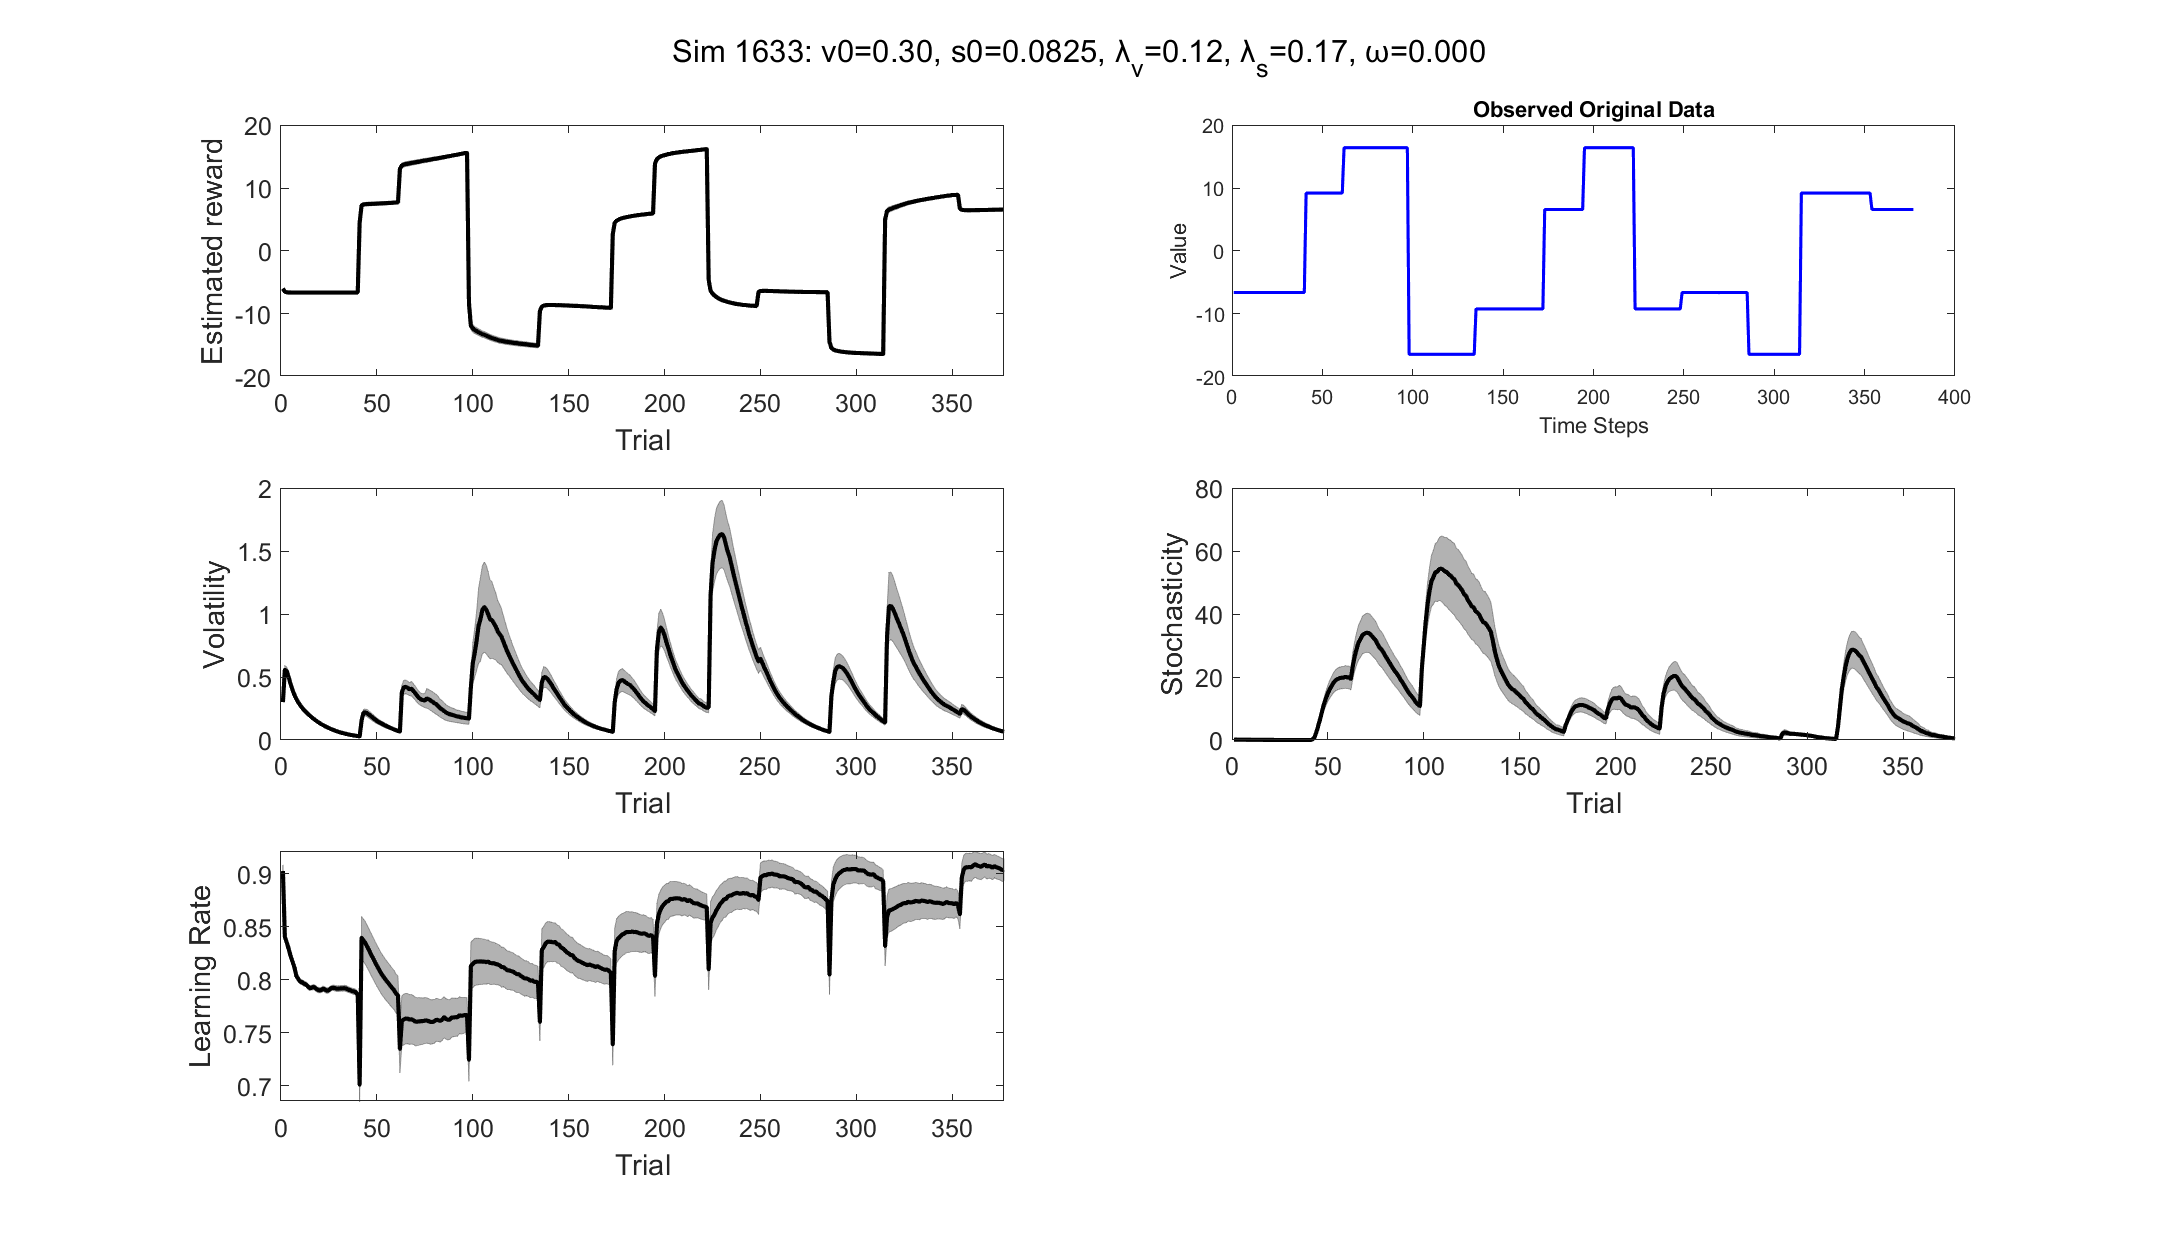 Sim 1633: v0=0.30, s0=0.0825, λv=0.12, λs=0.17, ω=0.000
Estimated reward
20
10
0
-10
-20
0 50 100 150 200 250 300 350
Trial
Observed Original Data
Value
20
10
0
-10
-20
0 50 100 150 200 250 300 350 400
Time Steps
Volatility
2
1.5
1
0.5
0
0 50 100 150 200 250 300 350
Trial
Stochasticity
80
60
40
20
0
0 50 100 150 200 250 300 350
Trial
Learning Rate
0.9
0.85
0.8
0.75
0.7
0 50 100 150 200 250 300 350
Trial